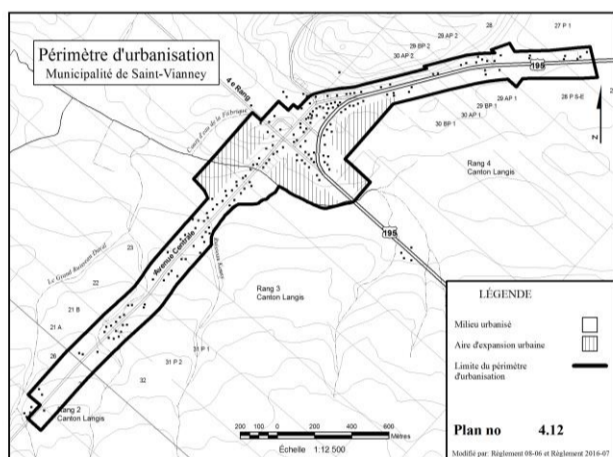 Périmètre d'urbanisation
Municipalité de Saint-Vianney
28
27 P 1
28 AP 2
29 BP 2
30 AP 2
4 e Rang
195
28 P S-E
29 AP 1
29 BP 1
30 AP 1
30 BP 1
Z
Rang 4
Canton Langis
195
Avenue Centrale
23
22
21 B
21 A
Rang 3
Canton Langis
31 P 1
31 P 2
32
Rang 2
Canton Langis
200 100 0 200 400 600
Mètres
Échelle 1:12.500
LÉGENDE
Milieu urbanisé
Aire d'expansion urbaine
Limite du périmètre
d'urbanisation
Plan no 4.12
Modifié par: Règlement 08-06 et Règlement 2016-07